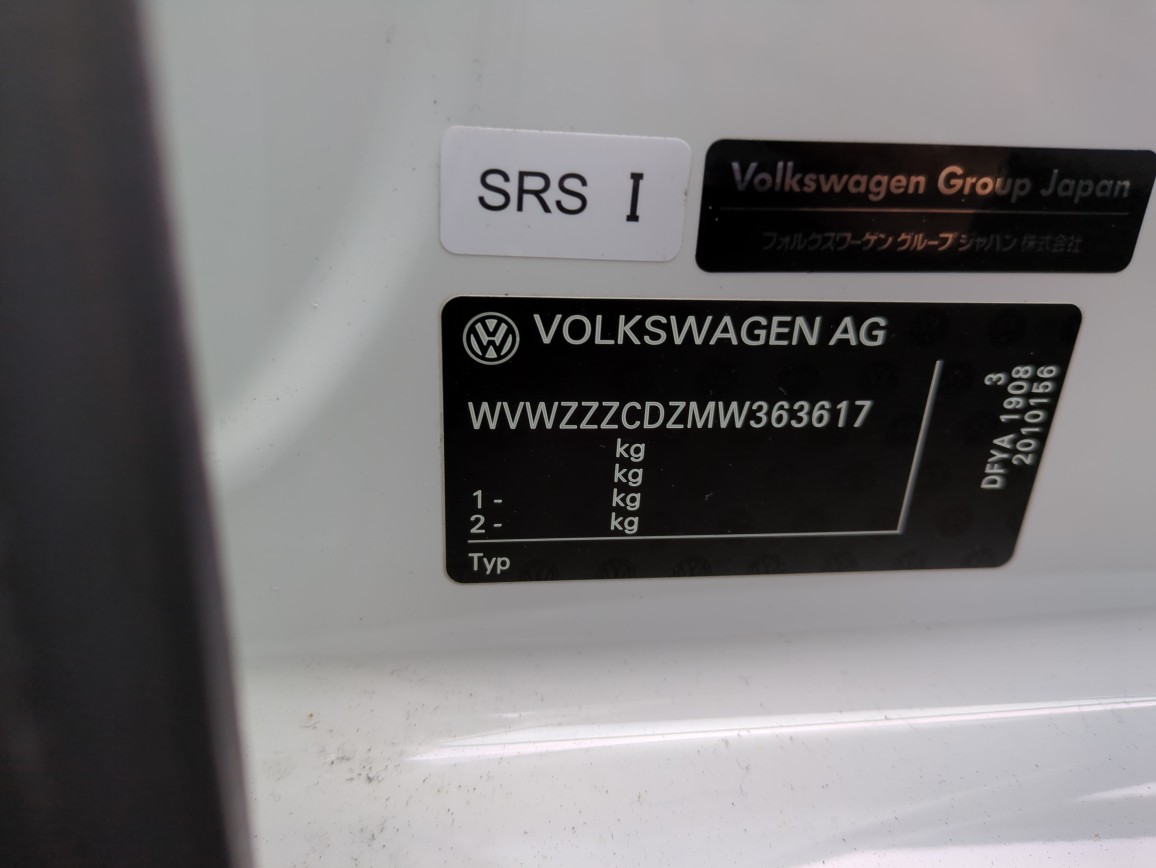 SRS I
Volkswagen Group Japan
フォルクスワーゲン グループ ジャパン 株式会社
VOLKSWAGEN AG
WVWZZZCDZMW363617
kg
kg
1 - kg
2 - kg
Typ
3
DFYA 1908
2010156